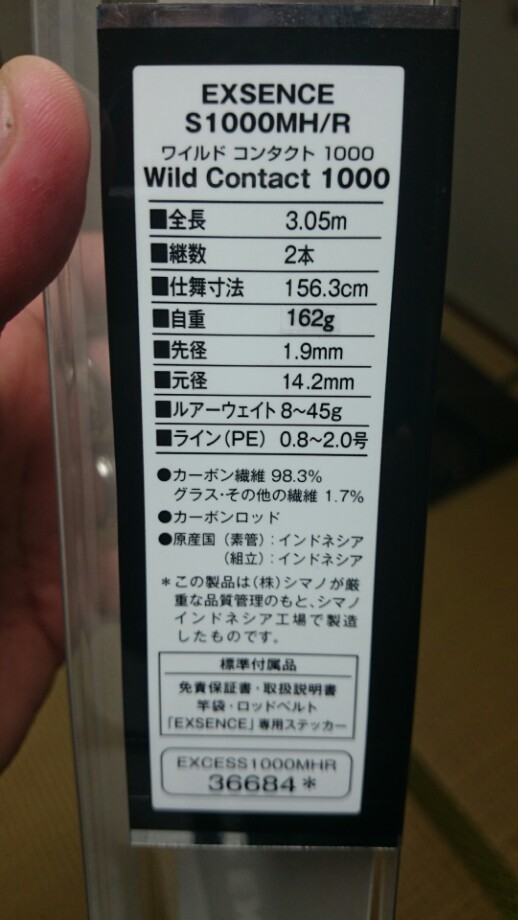 EXSENCE
S1000MH/R
ワイルド コンタクト 1000
Wild Contact 1000
■全長 3.05m
■継数 2本
■仕舞寸法 156.3cm
■自重 162g
■先径 1.9mm
■元径 14.2mm
■ルアーウェイト 8~45g
■ライン(PE) 0.8~2.0号
●カーボン繊維 98.3%
グラス・その他の繊維 1.7%
●カーボンロッド
●原産国(素管):インドネシア
(組立):インドネシア
*この製品は(株)シマノが厳
重な品質管理のもと、シマノ
インドネシア工場で製造
したものです。
標準付属品
免責保証書・取扱説明書
竿袋・ロッドベルト
「EXSENCE」専用ステッカー
EXCESS1000MHR
36684*